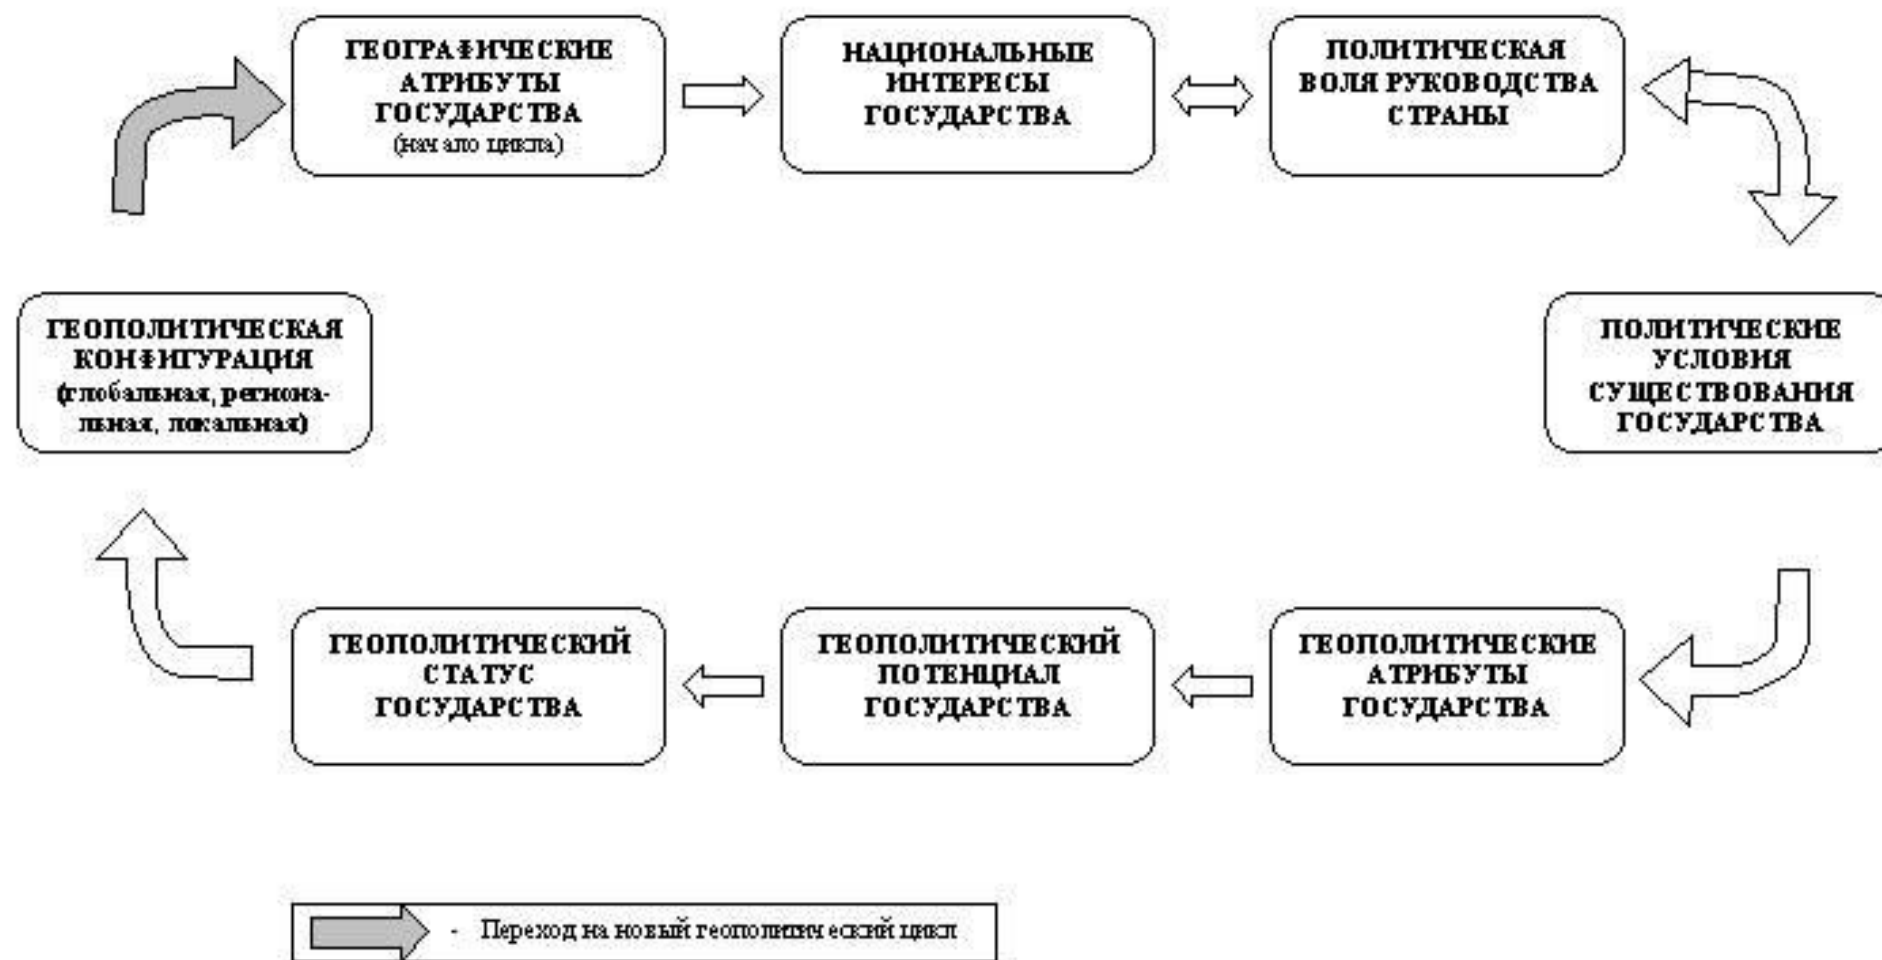 ГЕОГРАФИЧЕСКИЕ
АТРИБУТЫ
ГОСУДАРСТВА
(начало цикла)
НАЦИОНАЛЬНЫЕ
ИНТЕРЕСЫ
ГОСУДАРСТВА
ПОЛИТИЧЕСКАЯ
ВОЛЯ РУКОВОДСТВА
СТРАНЫ
ГЕОПОЛИТИЧЕСКАЯ
КОНФИГУРАЦИЯ
(глобальная, региона-
льная, локальная)
ПОЛИТИЧЕСКИЕ
УСЛОВИЯ
СУЩЕСТВОВАНИЯ
ГОСУДАРСТВА
ГЕОПОЛИТИЧЕСКИЙ
СТАТУС
ГОСУДАРСТВА
ГЕОПОЛИТИЧЕСКИЙ
ПОТЕНЦИАЛ
ГОСУДАРСТВА
ГЕОПОЛИТИЧЕСКИЕ
АТРИБУТЫ
ГОСУДАРСТВА
- Переход на новый геополитический цикл